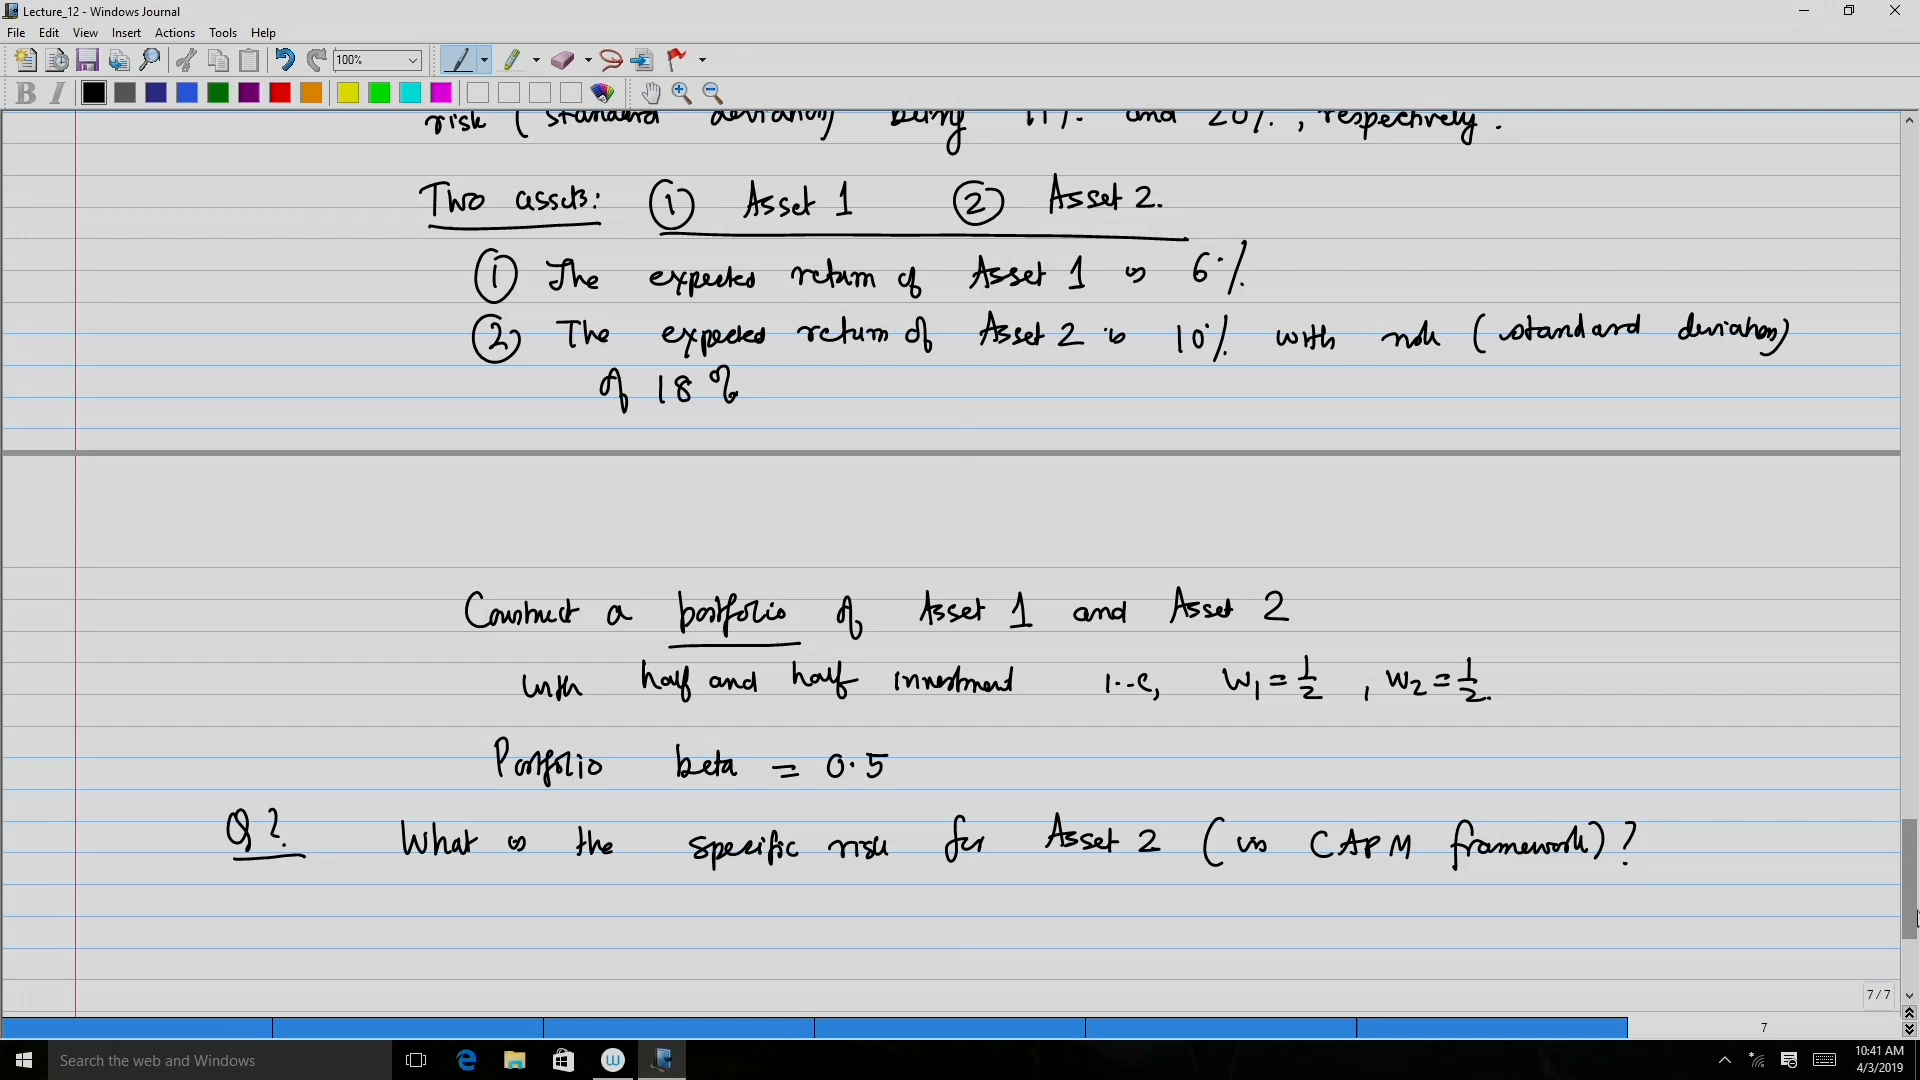 Lecture_12 - Windows Journal
File Edit View Insert Actions Tools Help
100%
B I
risk (standard deviation) being 11% and 20%, respectively.
Two assets: ① Asset 1 ② Asset 2.
① The expected return of Asset 1 is 6%.
② The expected return of Asset 2 is 10% with risk (standard deviation)
of 18%
Construct a portfolio of Asset 1 and Asset 2
with half and half investment i.e., W₁ = 1/2, W₂ = 1/2.
Portfolio beta = 0.5
Q? What is the specific risk for Asset 2 (in CAPM framework)?
7 / 7
7
Search the web and Windows
10:41 AM
4/3/2019